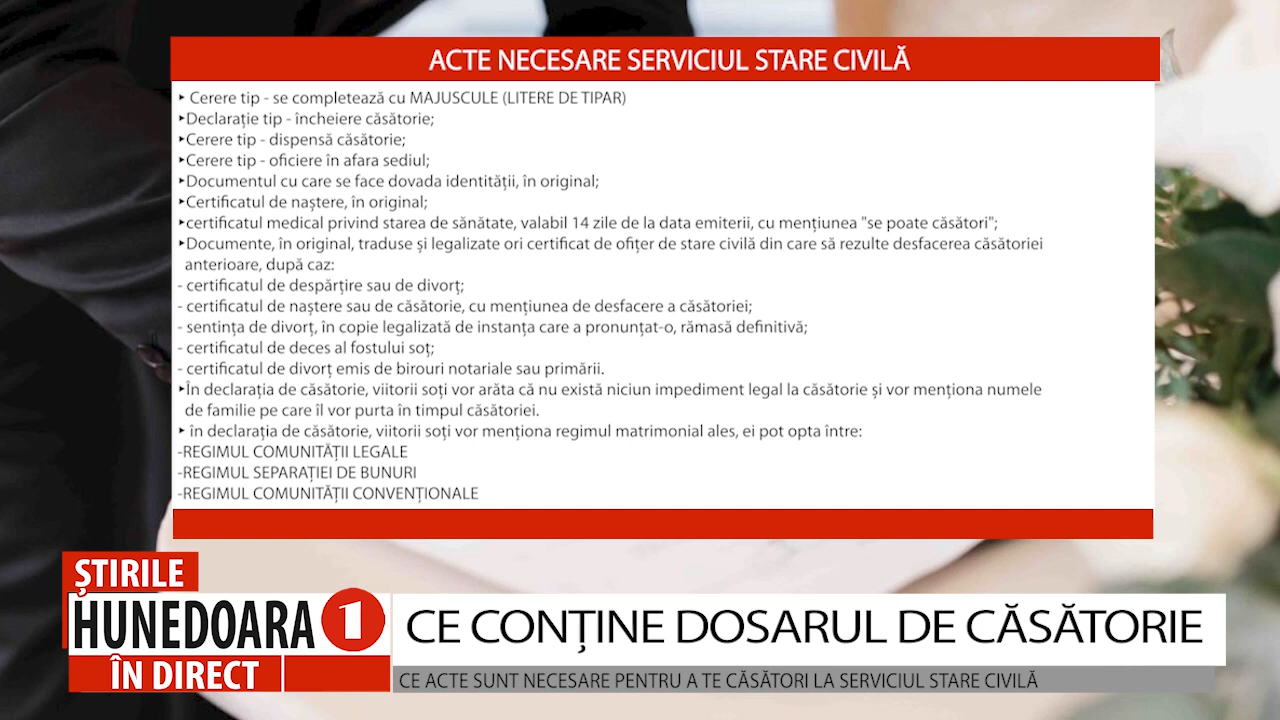 ACTE NECESARE SERVICIUL STARE CIVILĂ
‣ Cerere tip - se completează cu MAJUSCULE (LITERE DE TIPAR)
‣Declarație tip - încheiere căsătorie;
‣Cerere tip - dispensă căsătorie;
‣Cerere tip - oficiere în afara sediul;
‣Documentul cu care se face dovada identității, în original;
‣Certificatul de naștere, în original;
‣certificatul medical privind starea de sănătate, valabil 14 zile de la data emiterii, cu mențiunea "se poate căsători";
‣Documente, în original, traduse și legalizate ori certificat de ofițer de stare civilă din care să rezulte desfacerea căsătoriei
anterioare, după caz:
- certificatul de despărțire sau de divorț;
- certificatul de naștere sau de căsătorie, cu mențiunea de desfacere a căsătoriei;
- sentința de divorț, în copie legalizată de instanța care a pronunțat-o, rămasă definitivă;
- certificatul de deces al fostului soț;
- certificatul de divorț emis de birouri notariale sau primării.
‣În declarația de căsătorie, viitorii soți vor arăta că nu există niciun impediment legal la căsătorie și vor menționa numele
de familie pe care îl vor purta în timpul căsătoriei.
‣ în declarația de căsătorie, viitorii soți vor menționa regimul matrimonial ales, ei pot opta între:
-REGIMUL COMUNITĂȚII LEGALE
-REGIMUL SEPARAȚIEI DE BUNURI
-REGIMUL COMUNITĂȚII CONVENȚIONALE
ȘTIRILE
HUNEDOARA 1
ÎN DIRECT
CE CONȚINE DOSARUL DE CĂSĂTORIE
CE ACTE SUNT NECESARE PENTRU A TE CĂSĂTORI LA SERVICIUL STARE CIVILĂ